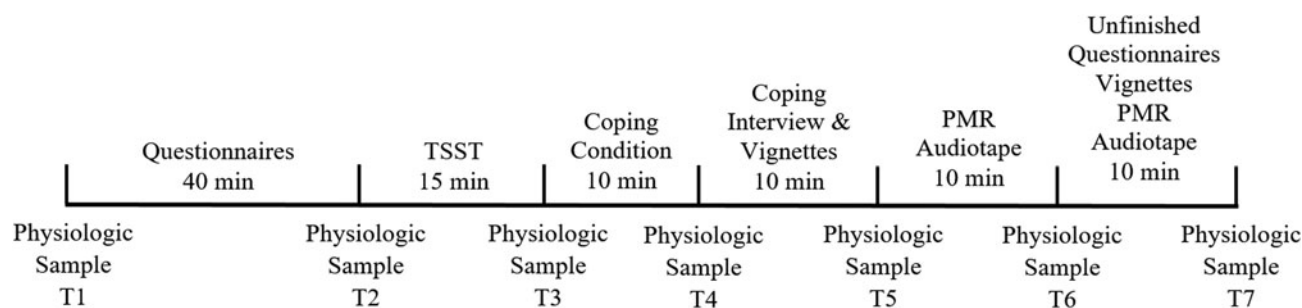 Questionnaires
40 min
TSST
15 min
Coping
Condition
10 min
Coping
Interview &
Vignettes
10 min
PMR
Audiotape
10 min
Unfinished
Questionnaires
Vignettes
PMR
Audiotape
10 min
Physiologic
Sample
T1
Physiologic
Sample
T2
Physiologic
Sample
T3
Physiologic
Sample
T4
Physiologic
Sample
T5
Physiologic
Sample
T6
Physiologic
Sample
T7